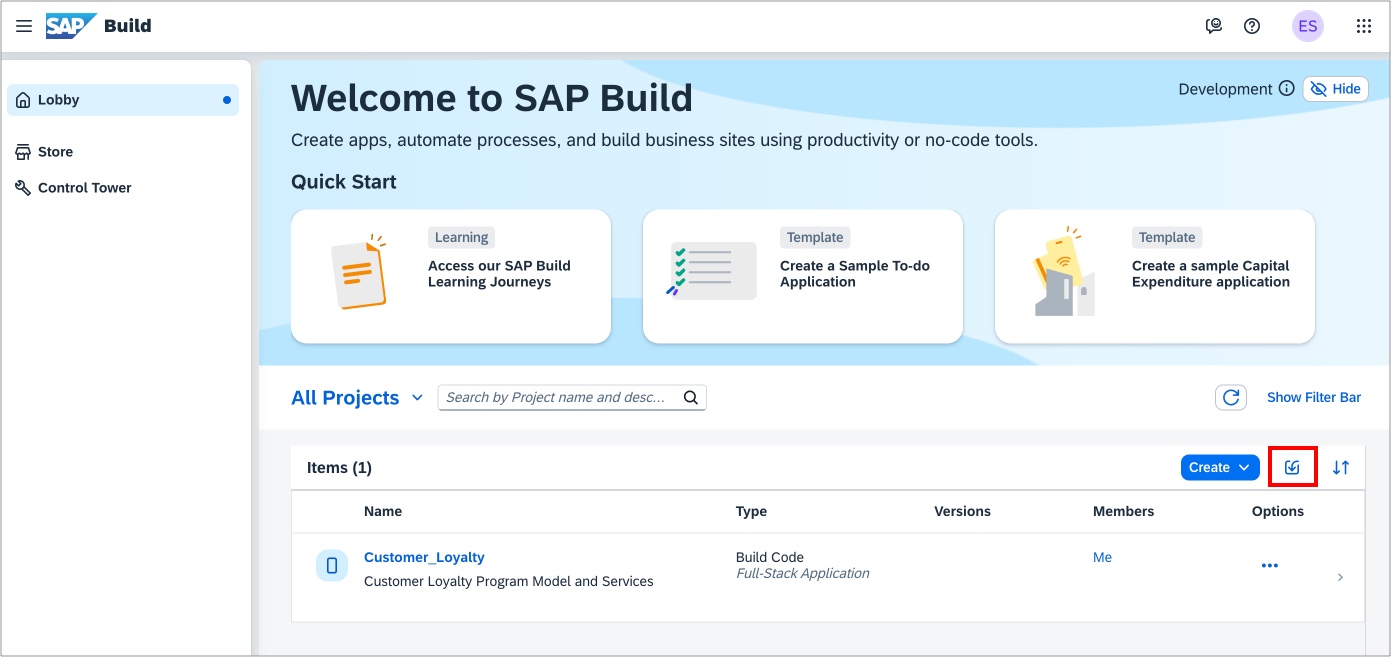 SAP Build
ES
Lobby
Store
Control Tower
Welcome to SAP Build
Development
Hide
Create apps, automate processes, and build business sites using productivity or no-code tools.
Quick Start
Learning
Access our SAP Build
Learning Journeys
Template
Create a Sample To-do
Application
Template
Create a sample Capital
Expenditure application
All Projects
Search by Project name and desc...
Show Filter Bar
Items (1)
Create
Name Type Versions Members Options
Customer_Loyalty
Customer Loyalty Program Model and Services
Build Code
Full-Stack Application
Me